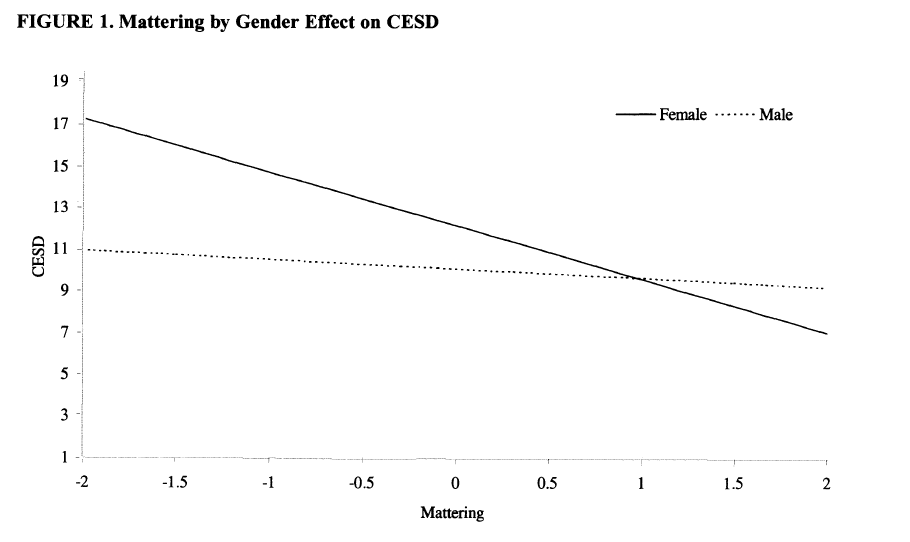 FIGURE 1. Mattering by Gender Effect on CESD
19
17
15
13
11
9
7
5
3
1
CESD
Female Male
-2 -1.5 -1 -0.5 0 0.5 1 1.5 2
Mattering